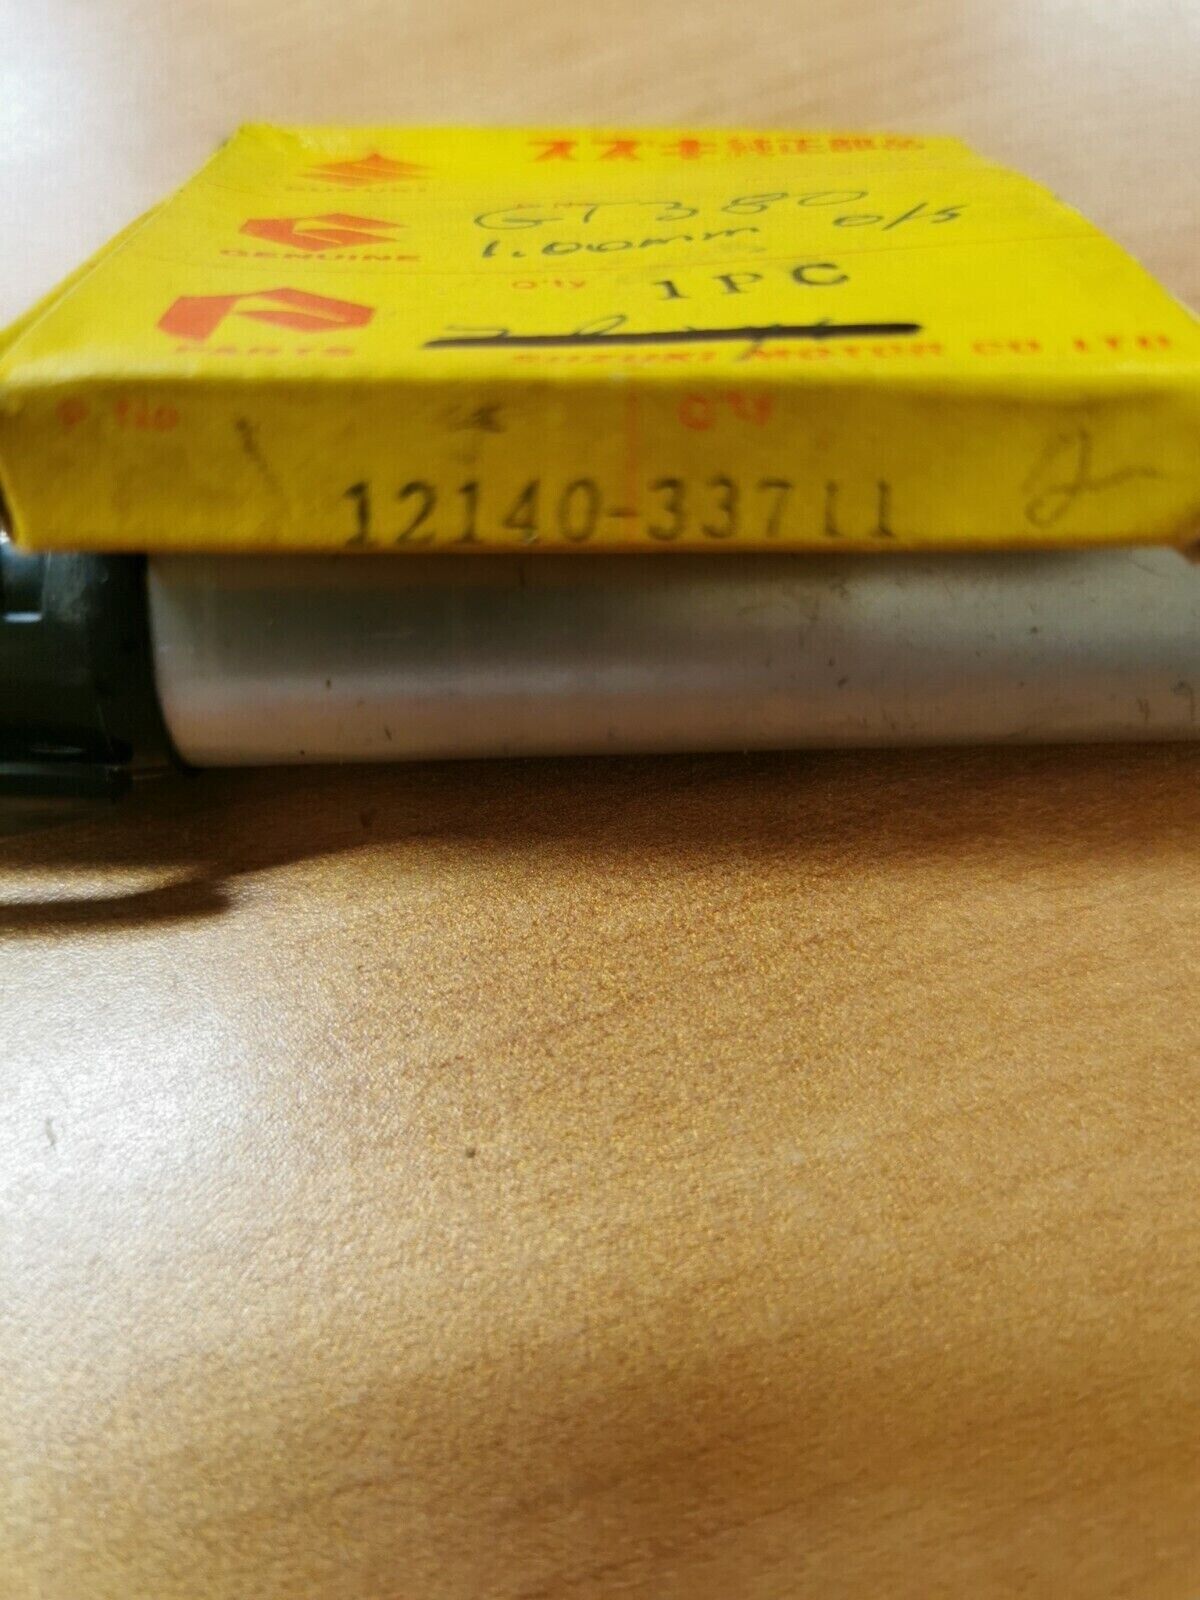 スズキ純正部品
SUZUKI
GT380
1.00mm o/s
GENUINE
Q'ty 1PC
PARTS
SUZUKI MOTOR CO. LTD
P. No
Q'ty
12140-33711